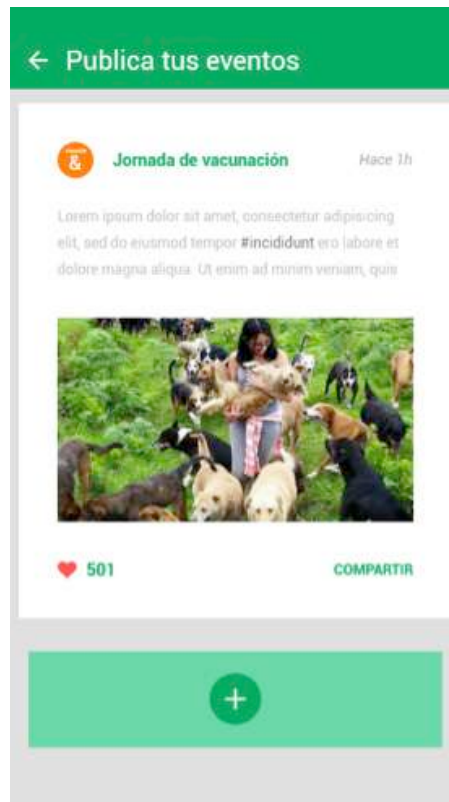 ← Publica tus eventos
&
Jornada de vacunación
Hace 1h
Lorem ipsum dolor sit amet, consectetur adipisicing
elit, sed do eiusmod tempor #incididunt ero labore et
dolore magna aliqua. Ut enim ad minim veniam, quis
501
COMPARTIR
+